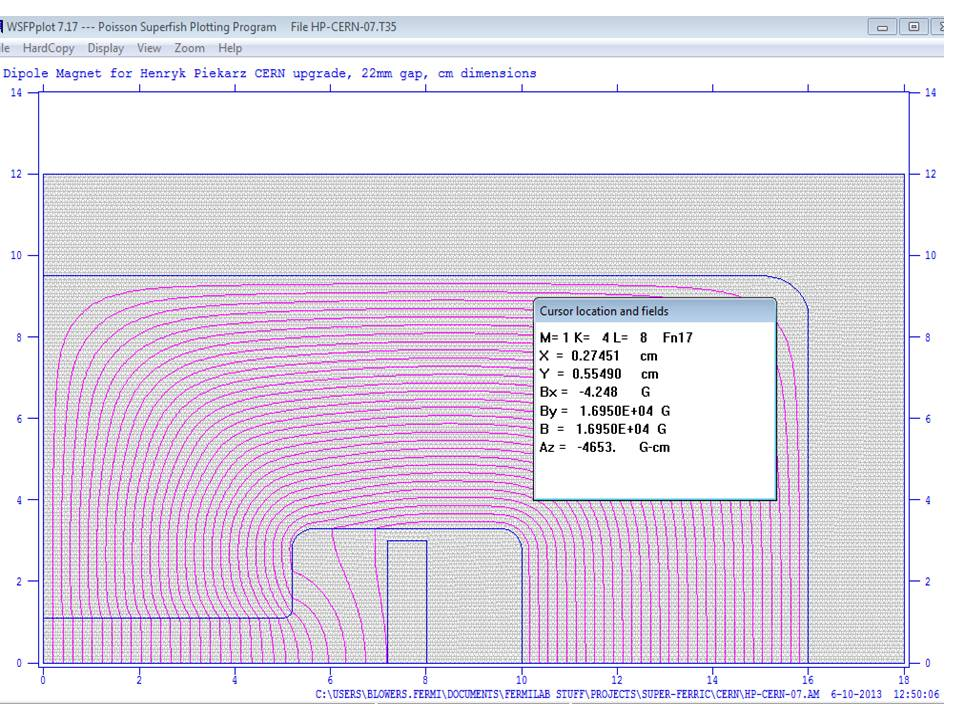 WSFPplot 7.17 --- Poisson Superfish Plotting Program File HP-CERN-07.T35
le HardCopy Display View Zoom Help
Dipole Magnet for Henryk Piekarz CERN upgrade, 22mm gap, cm dimensions
14 14
12 12
10 10
Cursor location and fields
M= 1 K= 4 L= 8 Fn17
8 8
X = 0.27451 cm
Y = 0.55490 cm
Bx = -4.248 G
By = 1.6950E+04 G
6 6
B = 1.6950E+04 G
Az = -4653. G-cm
4 4
2 2
0 0
0 2 4 6 8 10 12 14 16 18
C:\USERS\BLOWERS.FERMI\DOCUMENTS\FERMILAB STUFF\PROJECTS\SUPER-FERRIC\CERN\HP-CERN-07.AM 6-10-2013 12:50:06